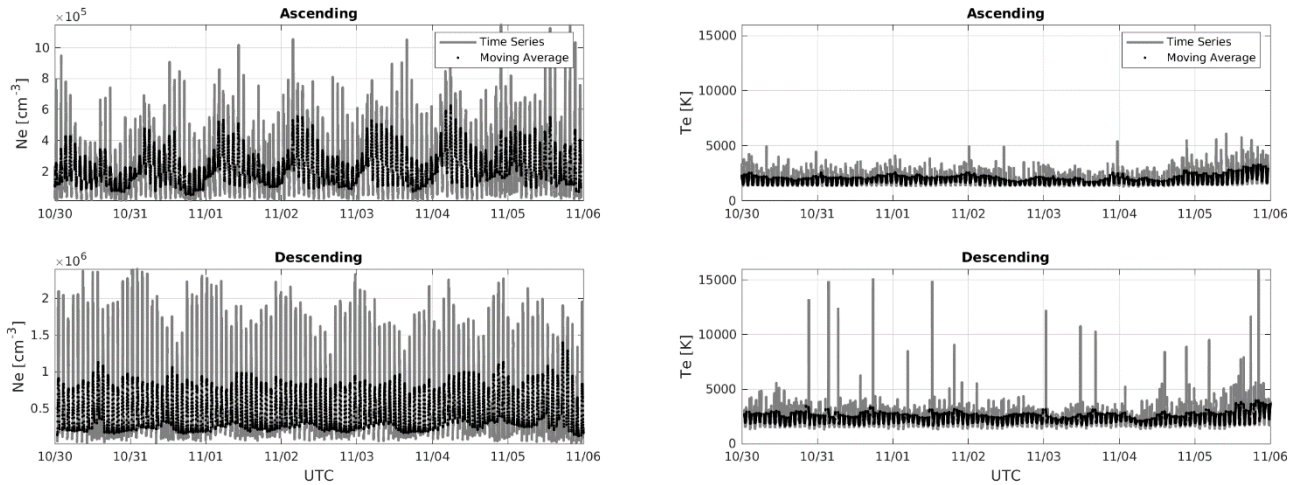 Ascending
×10⁵
10
8
6
4
2
Ne [cm⁻³]
Time Series
Moving Average
10/30 10/31 11/01 11/02 11/03 11/04 11/05 11/06
Ascending
15000
10000
5000
0
Te [K]
Time Series
Moving Average
10/30 10/31 11/01 11/02 11/03 11/04 11/05 11/06
Descending
×10⁶
2
1.5
1
0.5
Ne [cm⁻³]
10/30 10/31 11/01 11/02 11/03 11/04 11/05 11/06
UTC
Descending
15000
10000
5000
0
Te [K]
10/30 10/31 11/01 11/02 11/03 11/04 11/05 11/06
UTC